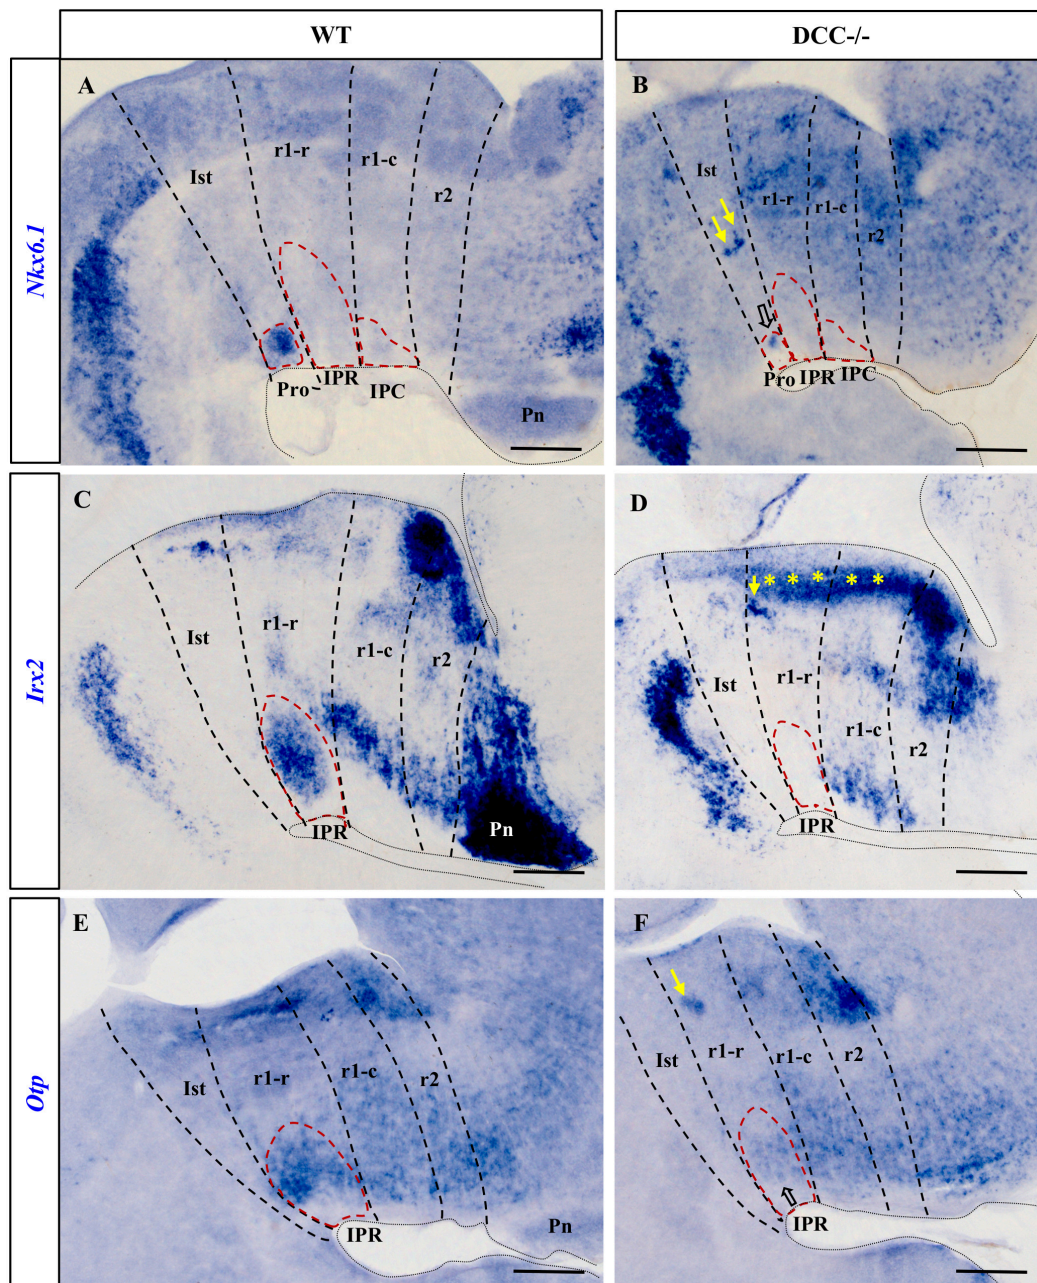 WT
DCC-/-
Nkx6.1
A
Ist
r1-r
r1-c
r2
Pro
IPR
IPC
Pn
B
Ist
r1-r
r1-c
r2
Pro
IPR
IPC
Irx2
C
Ist
r1-r
r1-c
r2
IPR
Pn
D
* * * * *
Ist
r1-r
r1-c
r2
IPR
Otp
E
Ist
r1-r
r1-c
r2
IPR
Pn
F
Ist
r1-r
r1-c
r2
IPR